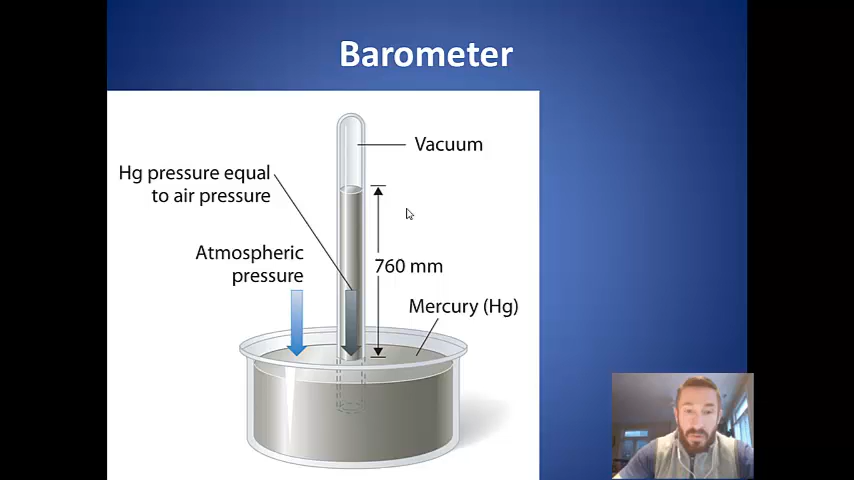 Barometer
Vacuum
Hg pressure equal
to air pressure
Atmospheric
pressure
760 mm
Mercury (Hg)